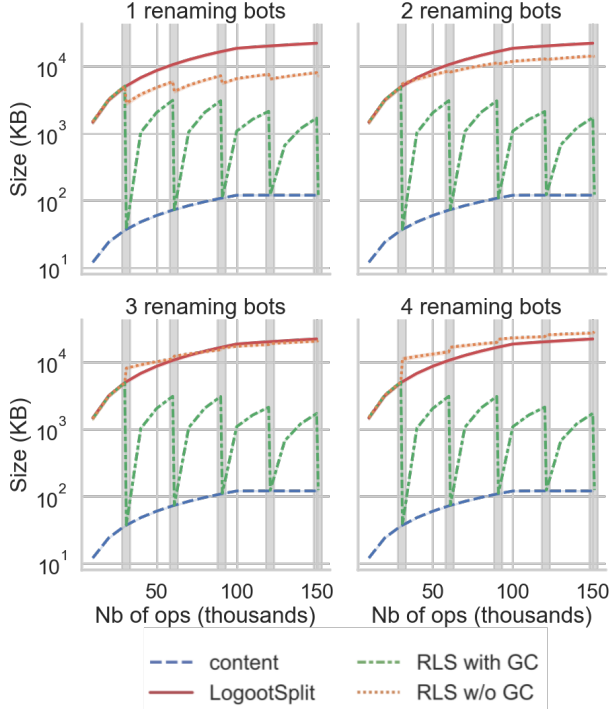 1 renaming bots
2 renaming bots
Size (KB)
10^4
10^3
10^2
10^1
3 renaming bots
4 renaming bots
Size (KB)
10^4
10^3
10^2
10^1
50 100 150
50 100 150
Nb of ops (thousands)
Nb of ops (thousands)
content
RLS with GC
LogootSplit
RLS w/o GC